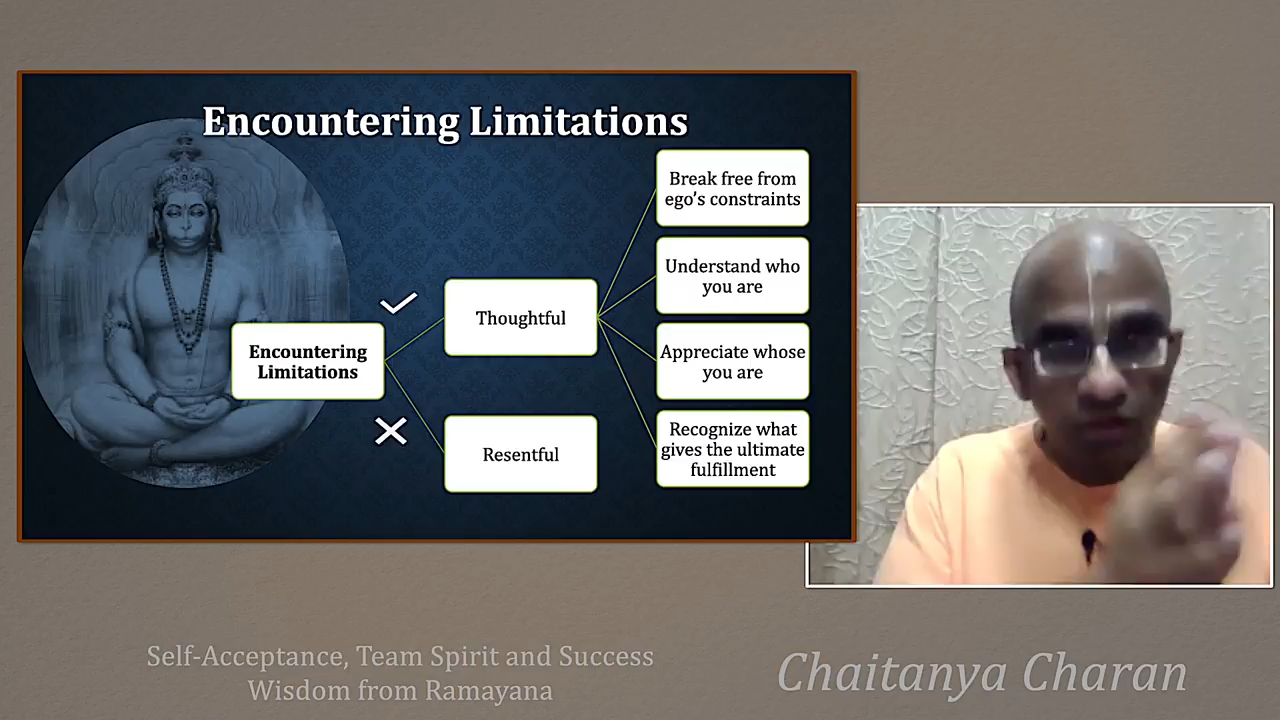 Encountering Limitations
Break free from
ego's constraints
Understand who
you are
Thoughtful
Encountering
Limitations
Appreciate whose
you are
Resentful
Recognize what
gives the ultimate
fulfillment
Self-Acceptance, Team Spirit and Success
Wisdom from Ramayana
Chaitanya Charan